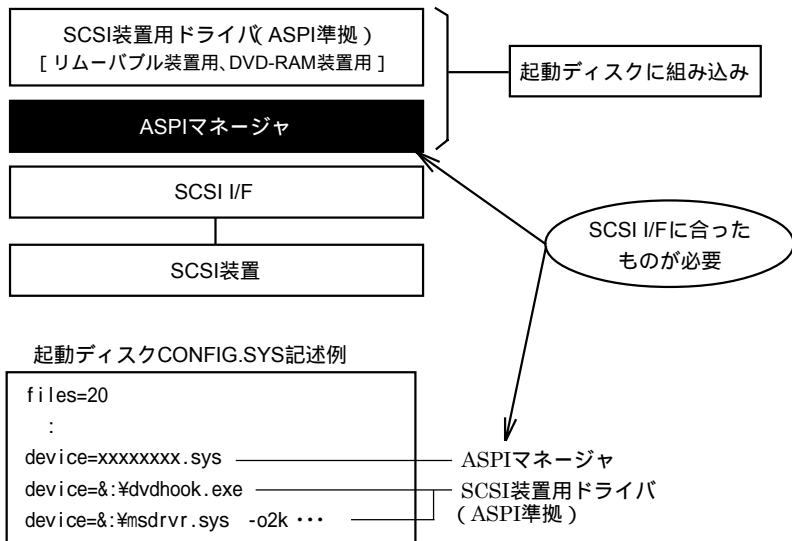 SCSI装置用ドライバ(ASPI準拠)
[リムーバブル装置用、DVD-RAM装置用]
起動ディスクに組み込み
ASPIマネージャ
SCSI I/F
SCSI I/Fに合った
ものが必要
SCSI装置
起動ディスクCONFIG.SYS記述例
files=20
:
device=xxxxxxxx.sys
ASPIマネージャ
device=&:¥dvdhook.exe
SCSI装置用ドライバ
device=&:¥msdrvr.sys -o2k ･･･
(ASPI準拠)